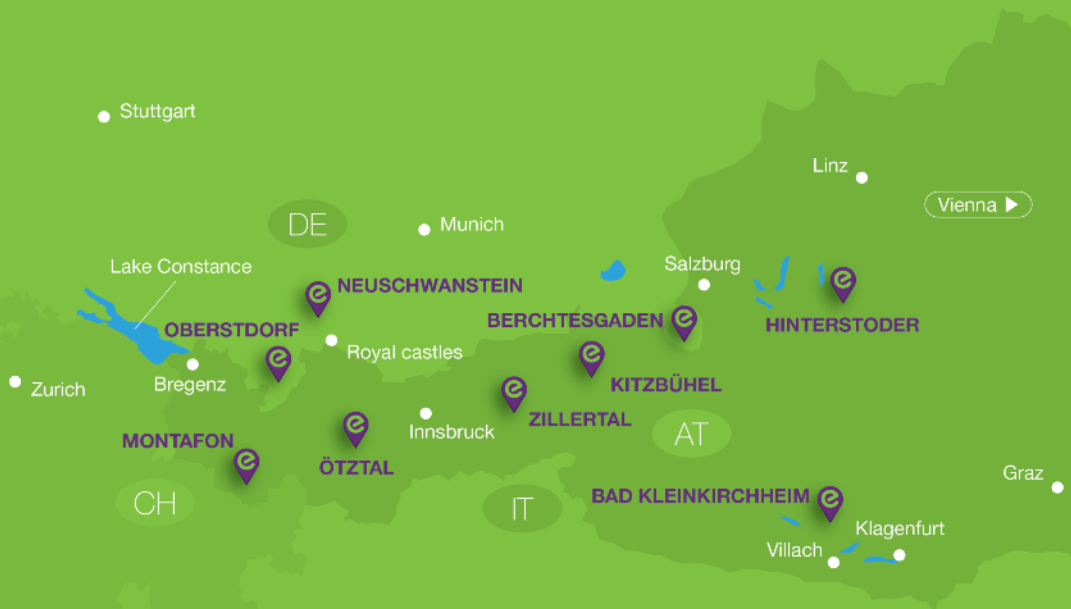 Stuttgart
Linz
Vienna
DE
Munich
Lake Constance
Salzburg
NEUSCHWANSTEIN
OBERSTDORF
BERCHTESGADEN
HINTERSTODER
Royal castles
Zurich
Bregenz
KITZBÜHEL
ZILLERTAL
Innsbruck
AT
MONTAFON
ÖTZTAL
Graz
CH
IT
BAD KLEINKIRCHHEIM
Klagenfurt
Villach